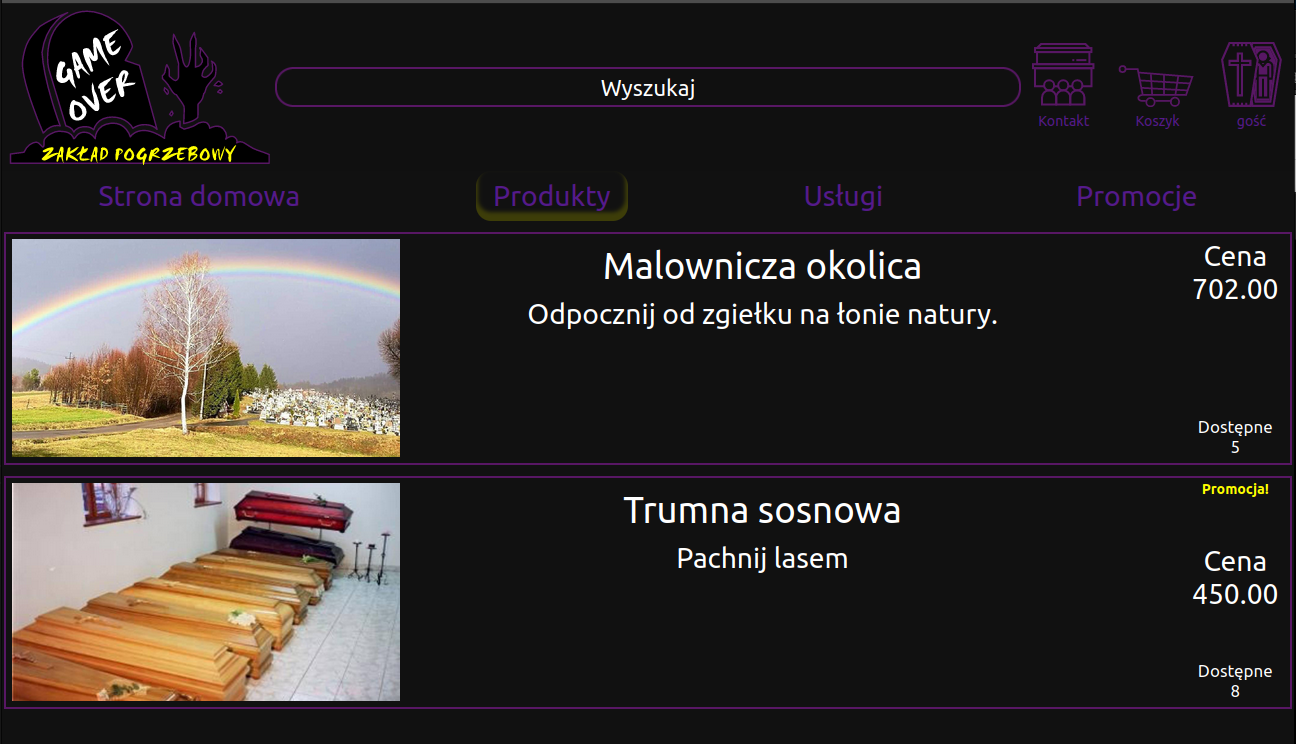 GAME
OVER
ZAKŁAD POGRZEBOWY
Wyszukaj
Kontakt
Koszyk
gość
Strona domowa
Produkty
Usługi
Promocje
Malownicza okolica
Odpocznij od zgiełku na łonie natury.
Cena
702.00
Dostępne
5
Trumna sosnowa
Pachnij lasem
Promocja!
Cena
450.00
Dostępne
8